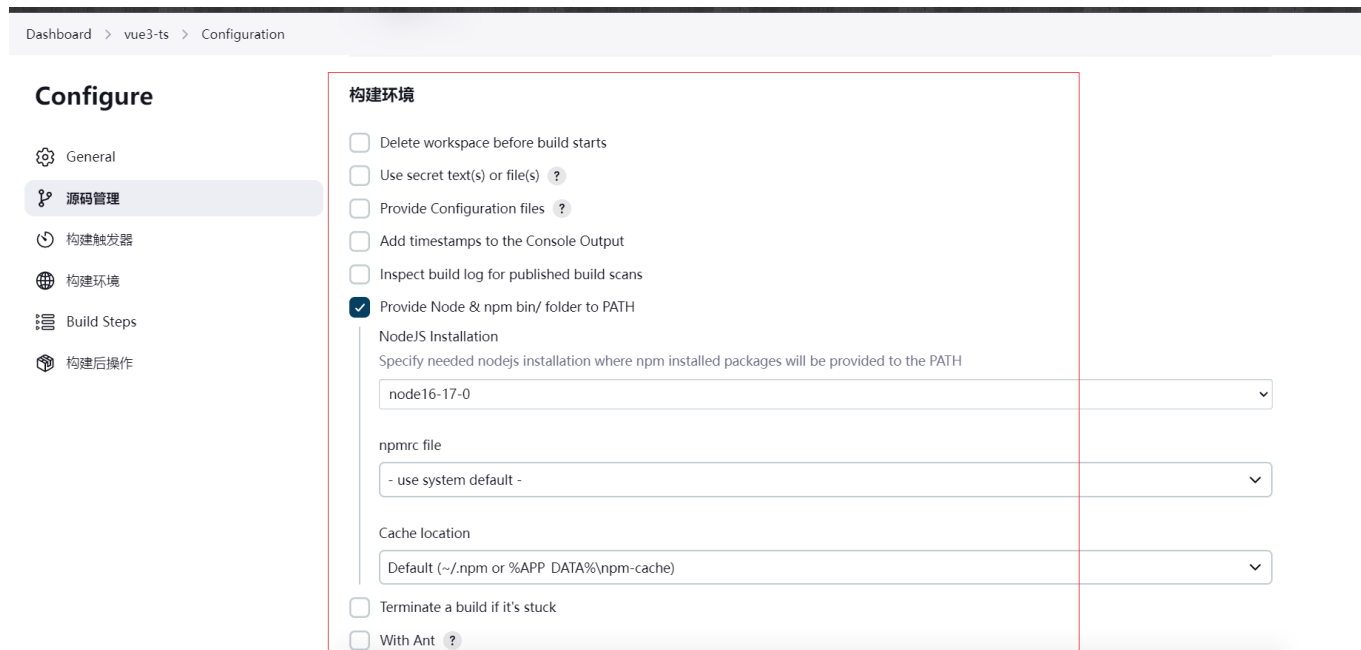 Dashboard > vue3-ts > Configuration
Configure
General
源码管理
构建触发器
构建环境
Build Steps
构建后操作
构建环境
Delete workspace before build starts
Use secret text(s) or file(s) ?
Provide Configuration files ?
Add timestamps to the Console Output
Inspect build log for published build scans
Provide Node & npm bin/ folder to PATH
NodeJS Installation
Specify needed nodejs installation where npm installed packages will be provided to the PATH
node16-17-0
npmrc file
- use system default -
Cache location
Default (~/.npm or %APP_DATA%\npm-cache)
Terminate a build if it's stuck
With Ant ?